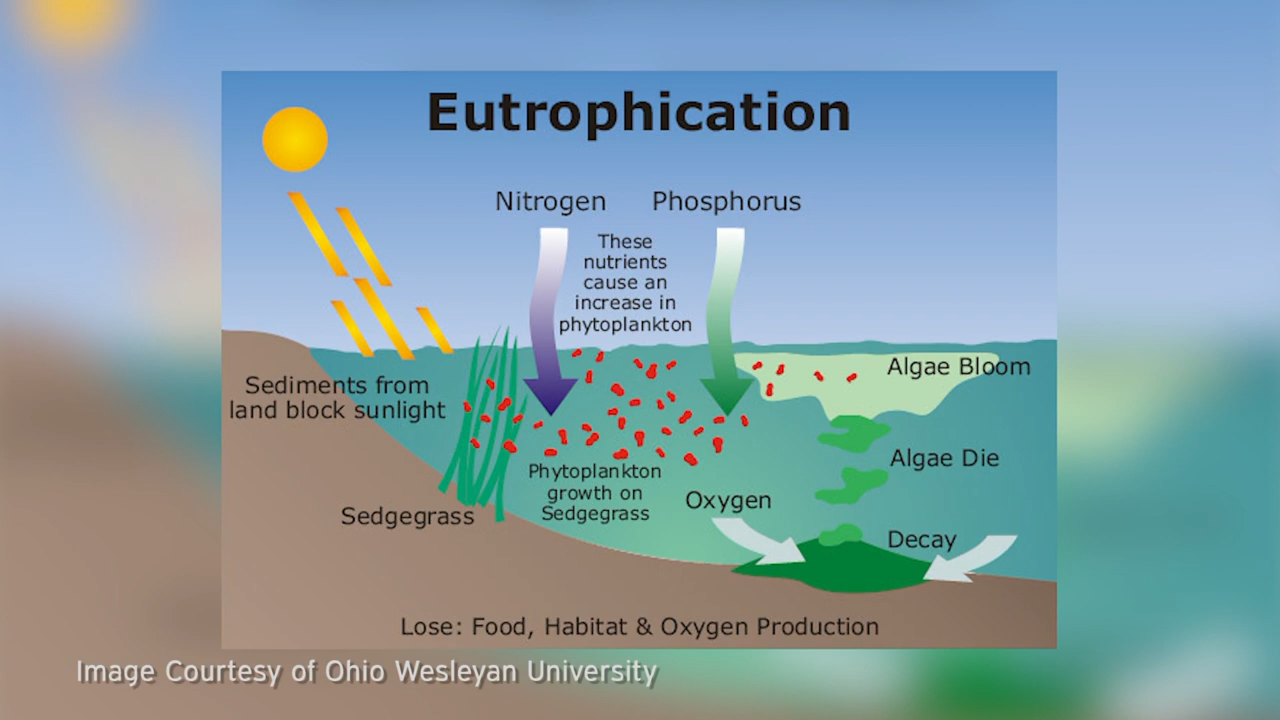 Eutrophication
Nitrogen
Phosphorus
These
nutrients
cause an
increase in
phytoplankton
Algae Bloom
Sediments from
land block sunlight
Algae Die
Phytoplankton
growth on
Sedgegrass
Oxygen
Sedgegrass
Decay
Lose: Food, Habitat & Oxygen Production
Image Courtesy of Ohio Wesleyan University